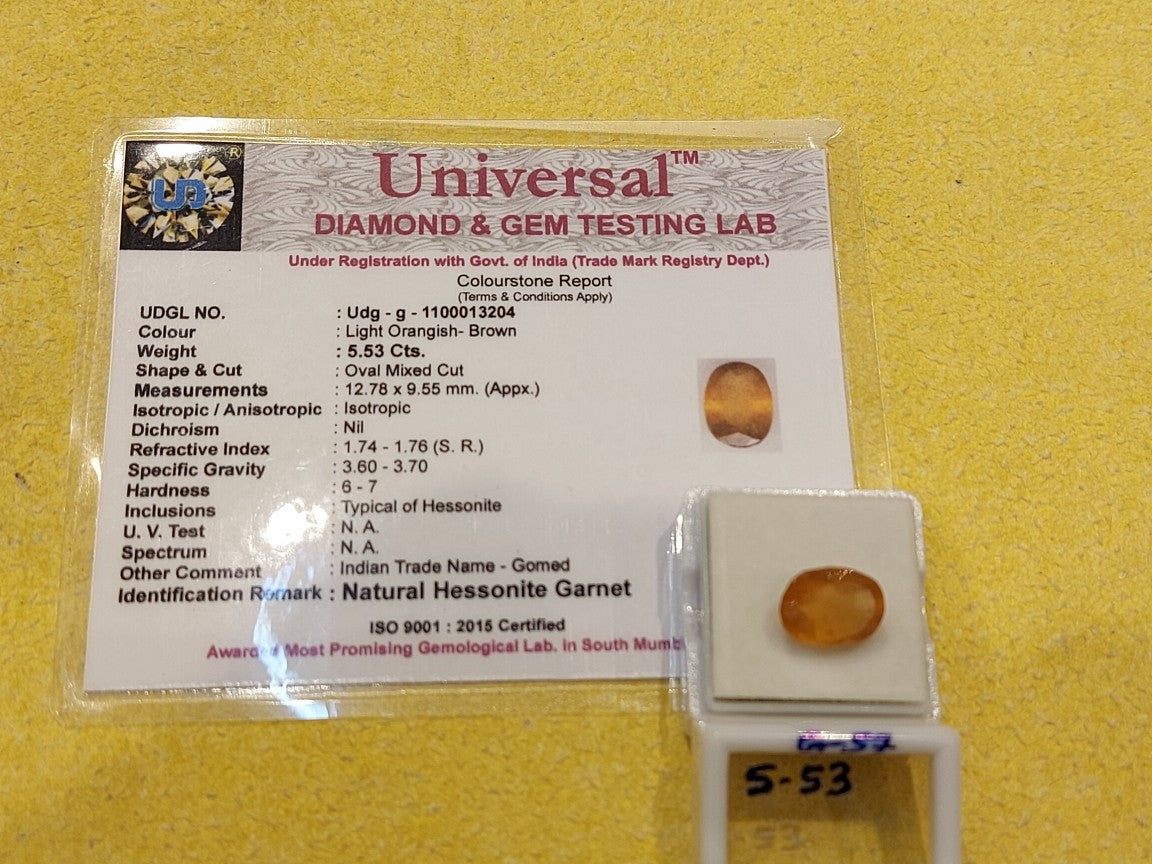 UD ®
Universal™
DIAMOND & GEM TESTING LAB
Under Registration with Govt. of India (Trade Mark Registry Dept.)
Colourstone Report
(Terms & Conditions Apply)
UDGL NO. : Udg - g - 1100013204
Colour : Light Orangish- Brown
Weight : 5.53 Cts.
Shape & Cut : Oval Mixed Cut
Measurements : 12.78 x 9.55 mm. (Appx.)
Isotropic / Anisotropic : Isotropic
Dichroism : Nil
Refractive Index : 1.74 - 1.76 (S. R.)
Specific Gravity : 3.60 - 3.70
Hardness : 6 - 7
Inclusions : Typical of Hessonite
U. V. Test : N. A.
Spectrum : N. A.
Other Comment : Indian Trade Name - Gomed
Identification Remark : Natural Hessonite Garnet
ISO 9001 : 2015 Certified
Awarded Most Promising Gemological Lab. in South Mumb
5-53